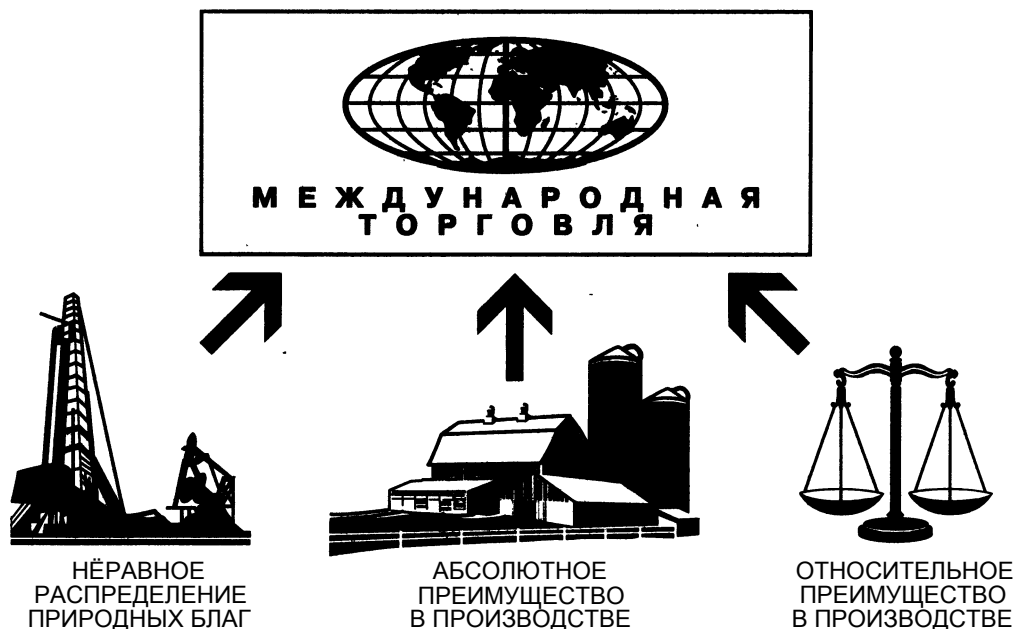 МЕЖДУНАРОДНАЯ
ТОРГОВЛЯ
НЁРАВНОЕ
РАСПРЕДЕЛЕНИЕ
ПРИРОДНЫХ БЛАГ
АБСОЛЮТНОЕ
ПРЕИМУЩЕСТВО
В ПРОИЗВОДСТВЕ
ОТНОСИТЕЛЬНОЕ
ПРЕИМУЩЕСТВО
В ПРОИЗВОДСТВЕ